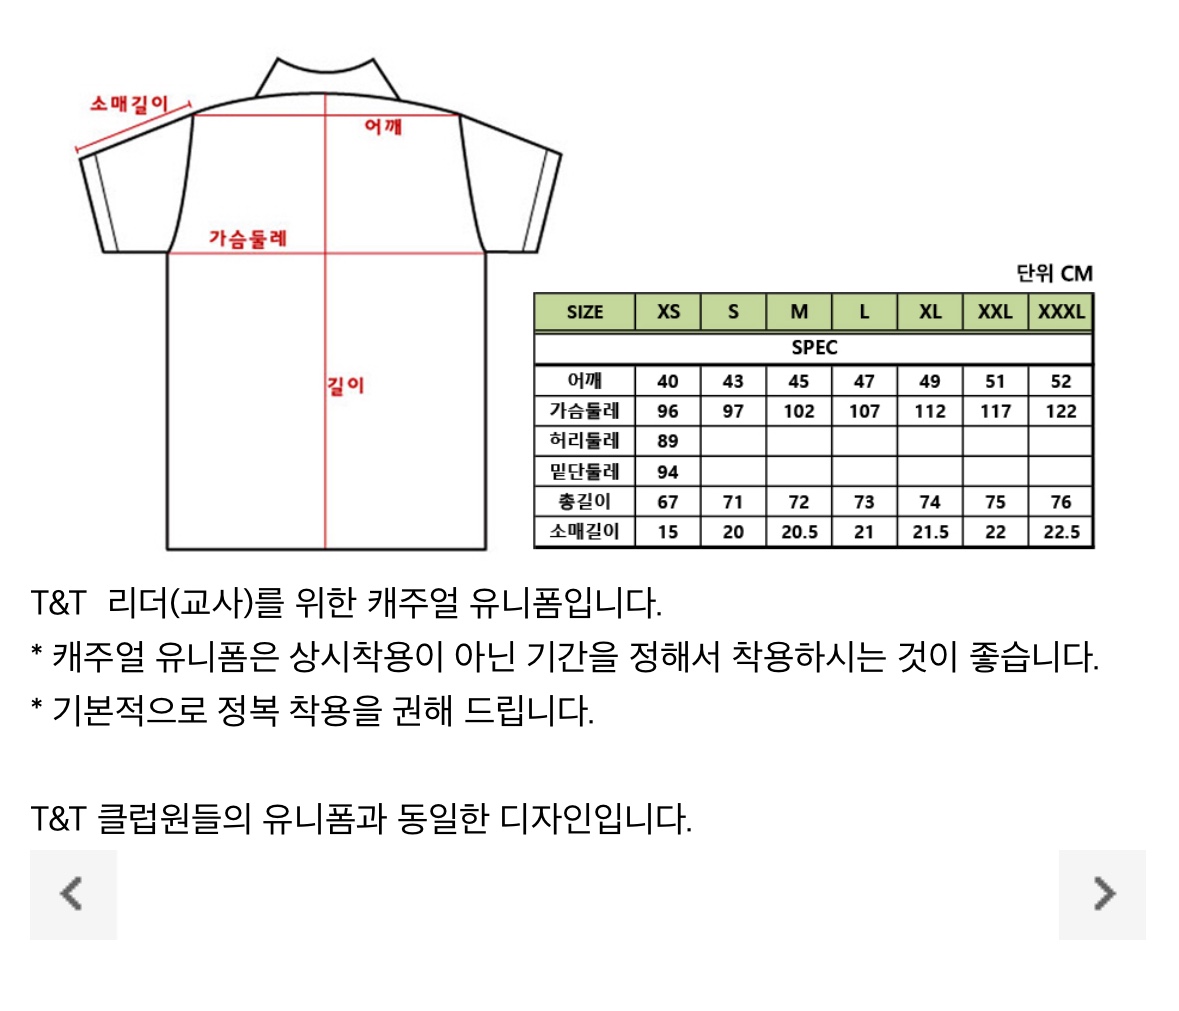 소매길이
어깨
가슴둘레
길이
단위 CM
SIZE XS S M L XL XXL XXXL
SPEC
어깨 40 43 45 47 49 51 52
가슴둘레 96 97 102 107 112 117 122
허리둘레 89
밑단둘레 94
총길이 67 71 72 73 74 75 76
소매길이 15 20 20.5 21 21.5 22 22.5
T&T 리더(교사)를 위한 캐주얼 유니폼입니다.
* 캐주얼 유니폼은 상시착용이 아닌 기간을 정해서 착용하시는 것이 좋습니다.
* 기본적으로 정복 착용을 권해 드립니다.
T&T 클럽원들의 유니폼과 동일한 디자인입니다.